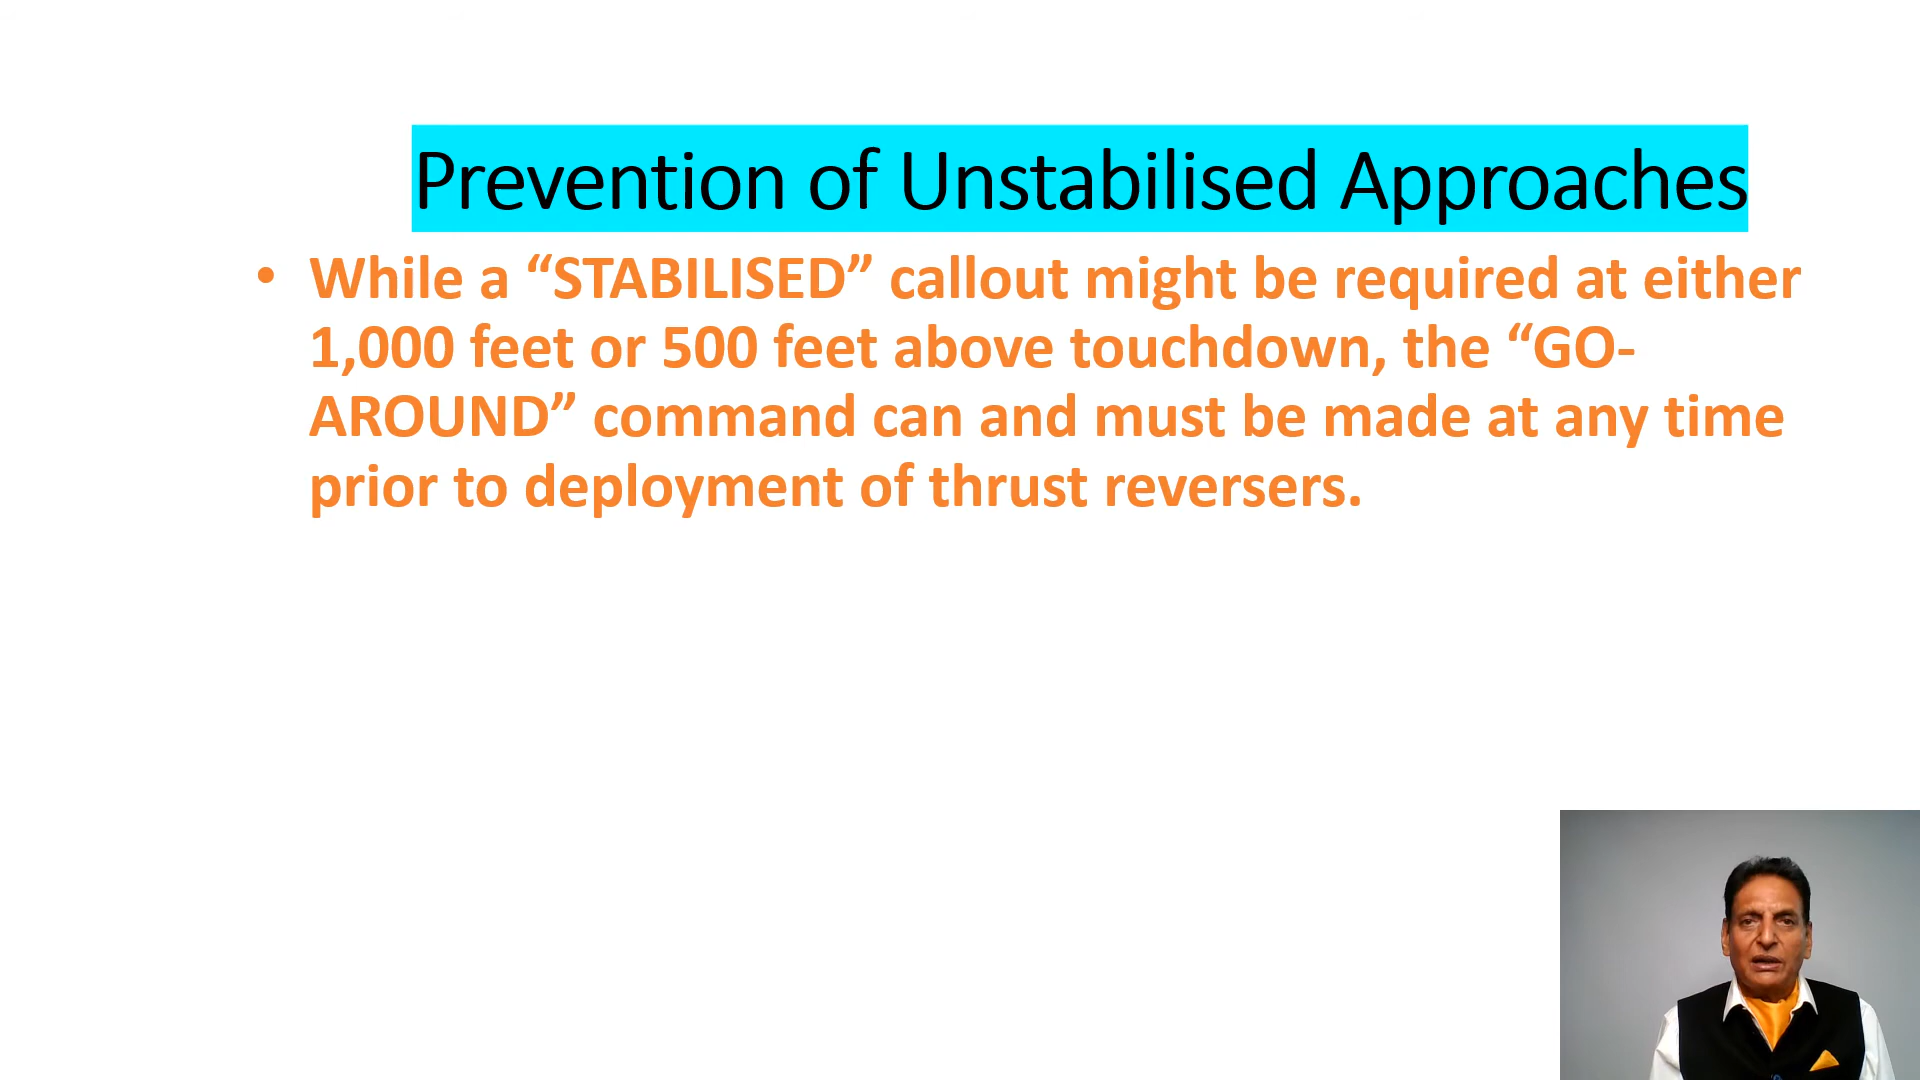 Prevention of Unstabilised Approaches
• While a “STABILISED” callout might be required at either
1,000 feet or 500 feet above touchdown, the “GO-
AROUND” command can and must be made at any time
prior to deployment of thrust reversers.